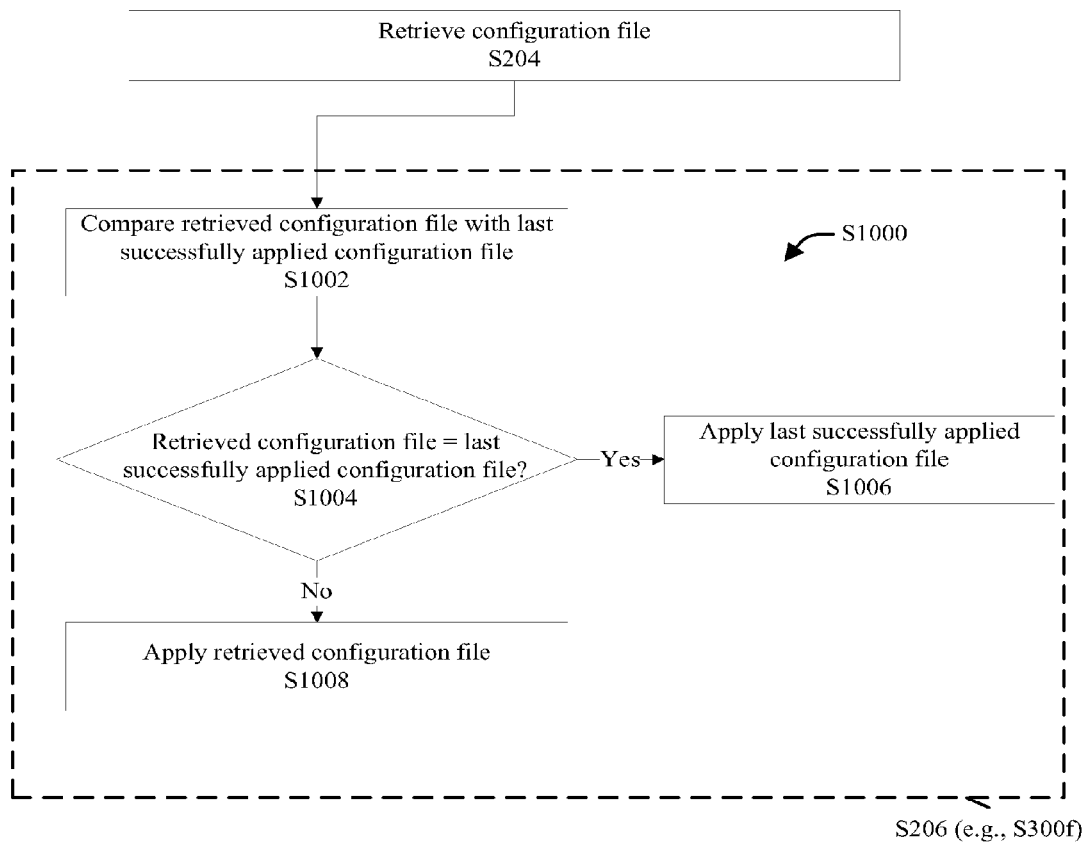 Retrieve configuration file
S204
Compare retrieved configuration file with last
successfully applied configuration file
S1002
S1000
Retrieved configuration file = last
successfully applied configuration file?
S1004
Yes
Apply last successfully applied
configuration file
S1006
No
Apply retrieved configuration file
S1008
S206 (e.g., S300f)